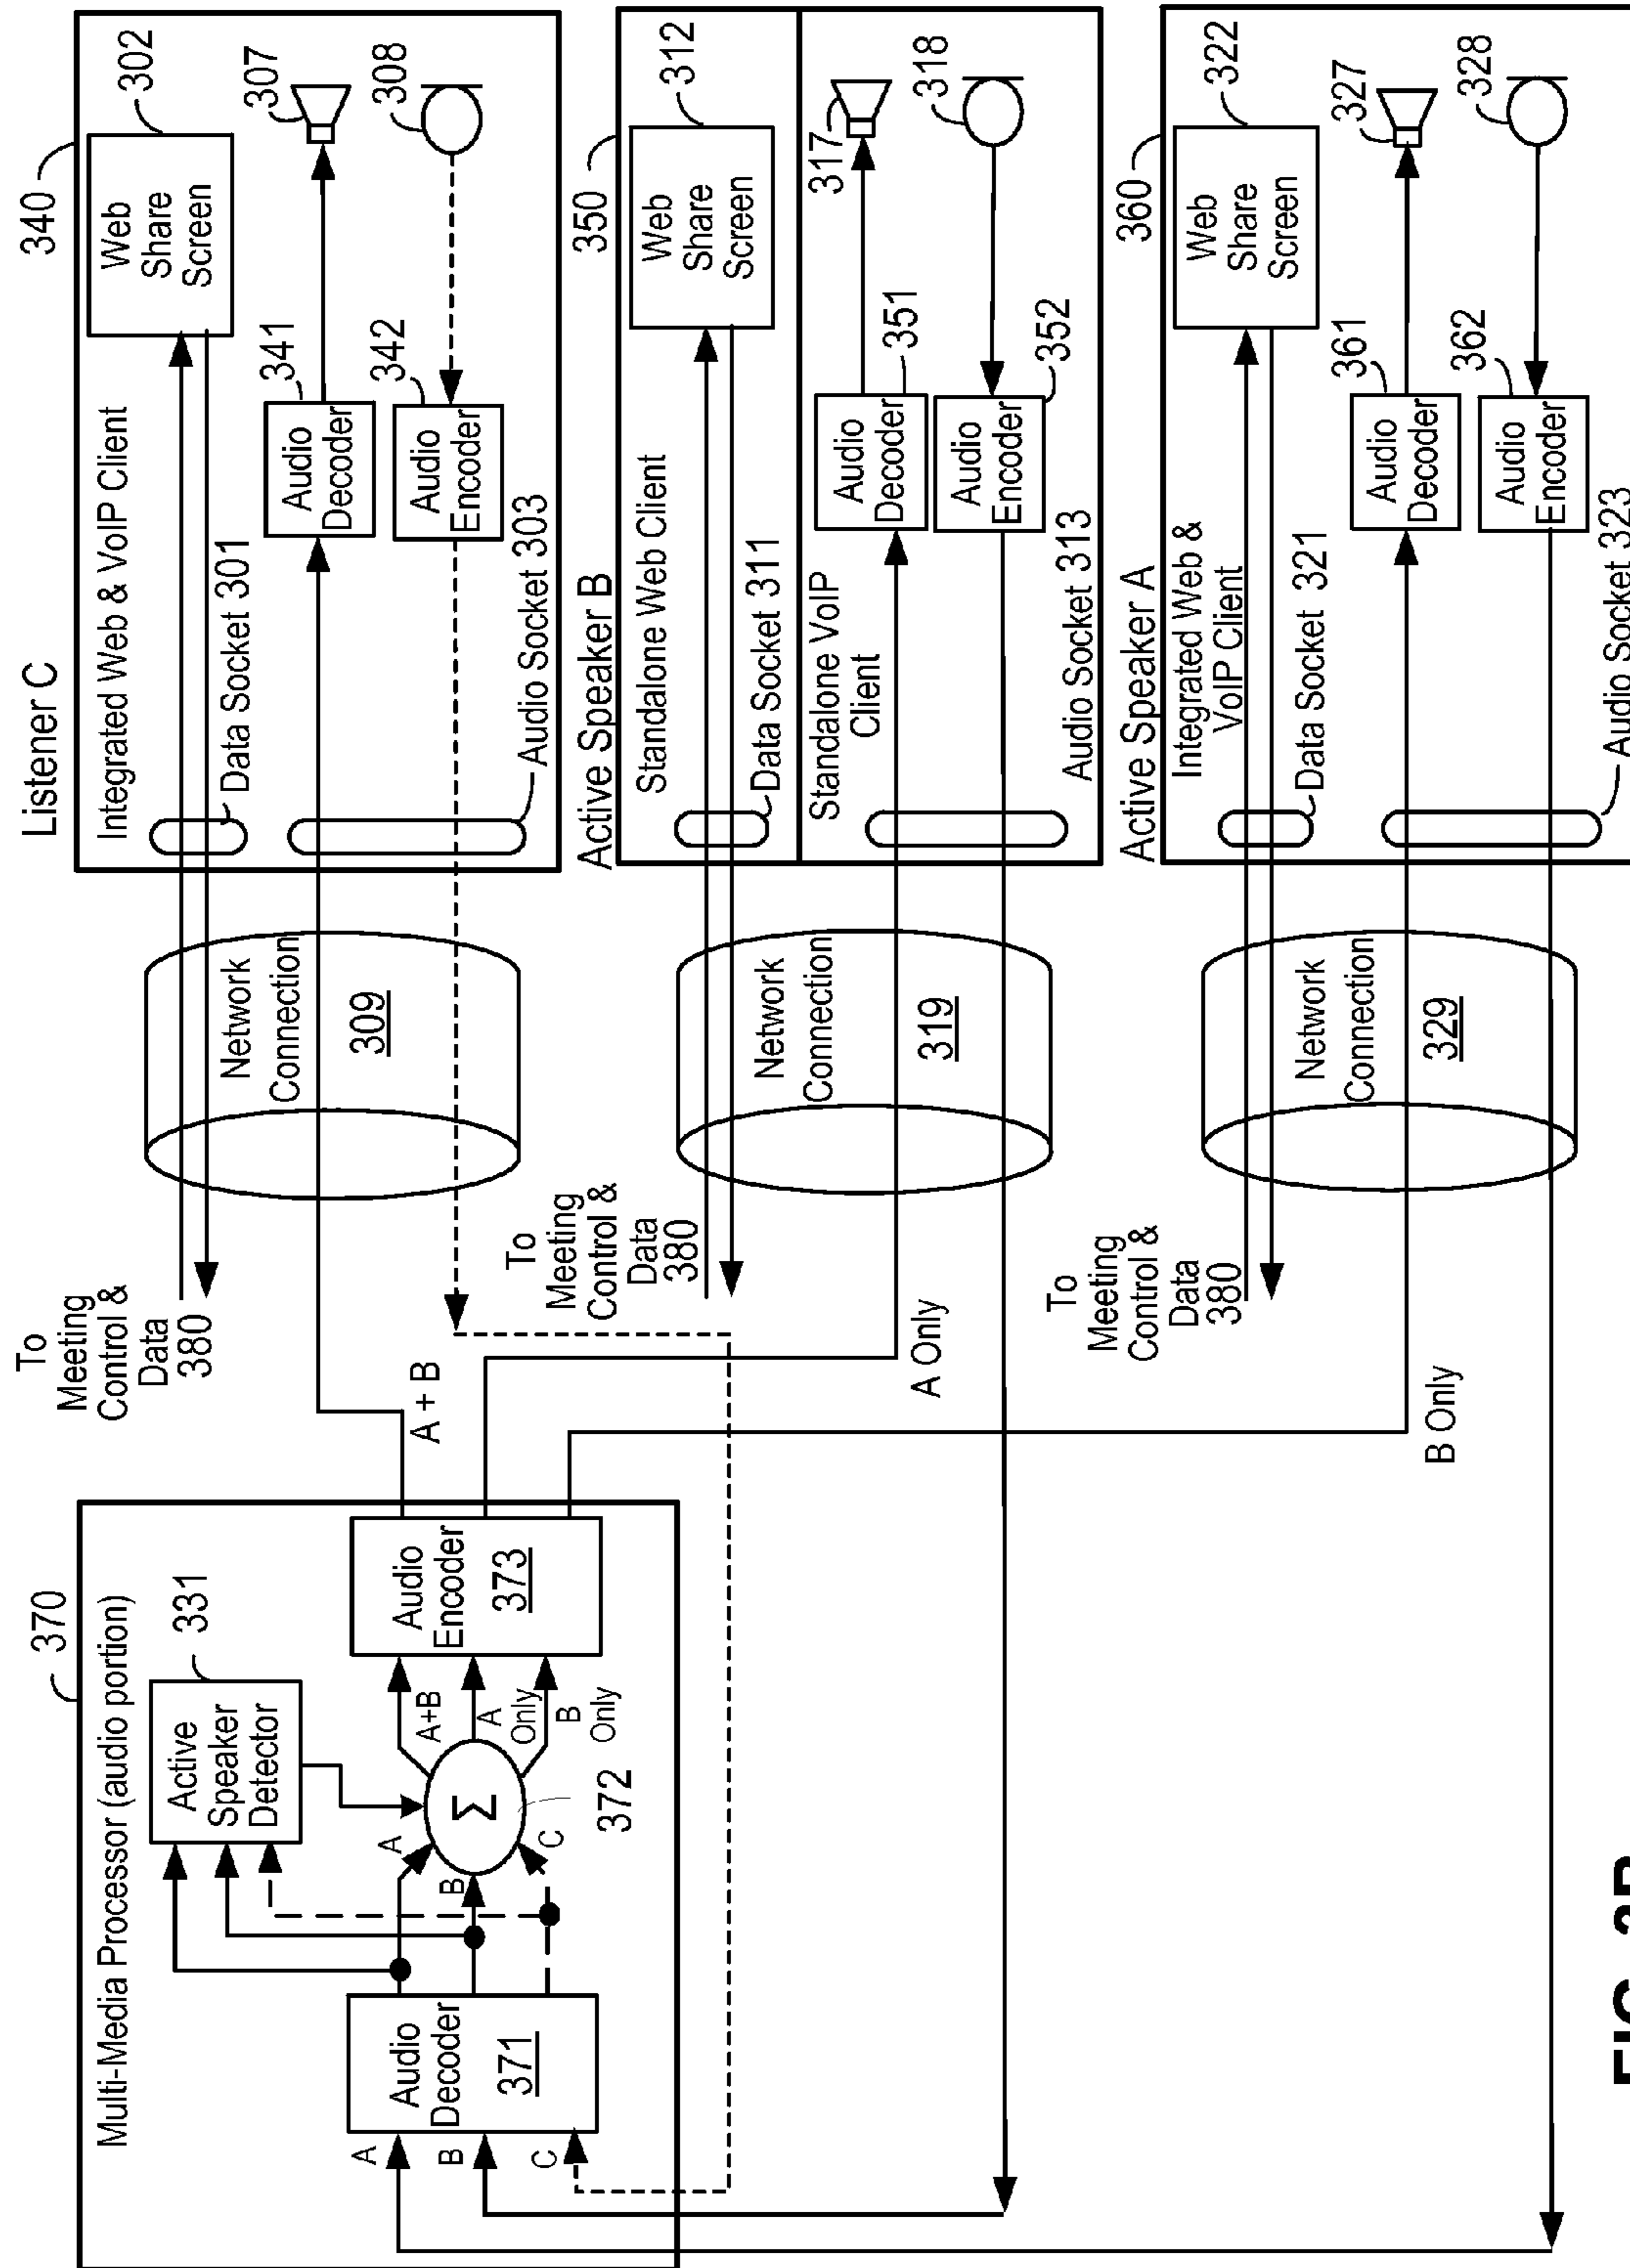 Listener C
340
Integrated Web & VoIP Client
Web
Share
Screen
302
Data Socket 301
341
Audio
Decoder
307
342
Audio
Encoder
308
Audio Socket 303
To
Meeting
Control &
Data
380
Network
Connection
309
A + B
Active Speaker B
350
Standalone Web Client
Web
Share
Screen
312
Data Socket 311
Standalone VoIP
Client
Audio
Decoder
351
317
Audio
Encoder
352
318
Audio Socket 313
To
Meeting
Control &
Data
380
Network
Connection
319
A Only
Active Speaker A
360
Integrated Web &
VoIP Client
Web
Share
Screen
322
Data Socket 321
361
Audio
Decoder
327
362
Audio
Encoder
328
Audio Socket 323
To
Meeting
Control &
Data
380
Network
Connection
329
B Only
370
Multi-Media Processor (audio portion)
Active
Speaker
Detector
331
A
B
C
Audio
Decoder
371
A
B
C
Σ
372
A+B
A
Only
B
Only
Audio
Encoder
373